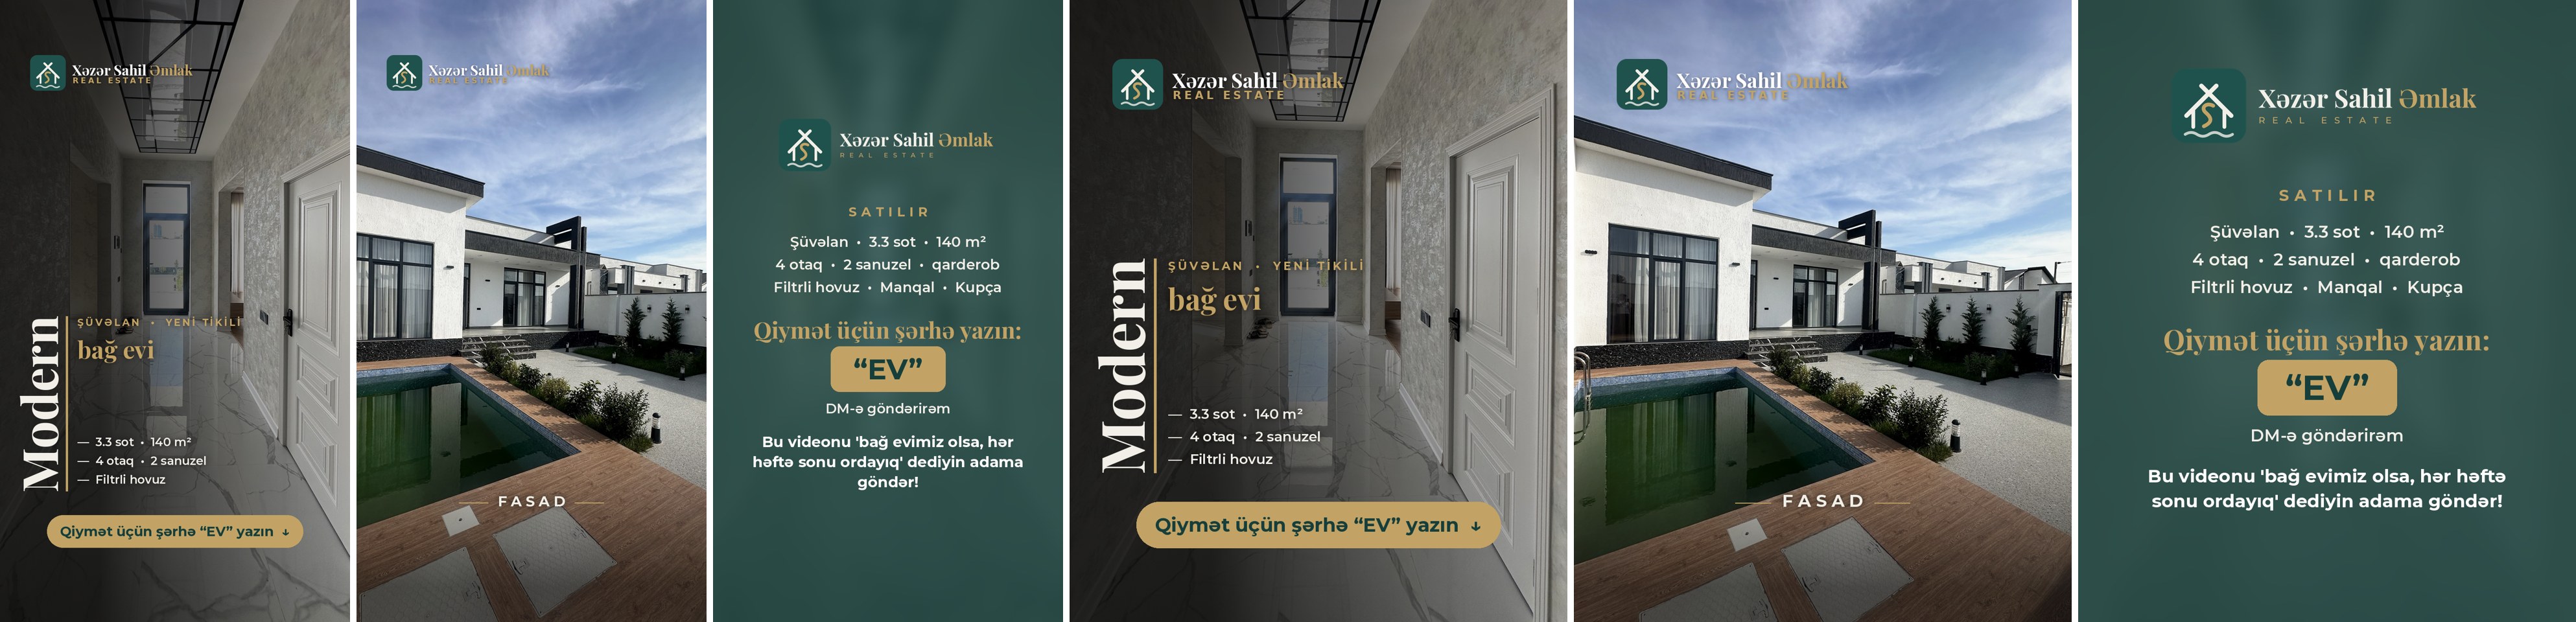 Xəzər Sahil Əmlak
REAL ESTATE
Modern
ŞÜVƏLAN • YENİ TİKİLİ
bağ evi
— 3.3 sot • 140 m²
— 4 otaq • 2 sanuzel
— Filtrli hovuz
Qiymət üçün şərhə “EV” yazın ↓
Xəzər Sahil Əmlak
REAL ESTATE
FASAD
Xəzər Sahil Əmlak
REAL ESTATE
SATILIR
Şüvəlan • 3.3 sot • 140 m²
4 otaq • 2 sanuzel • qarderob
Filtrli hovuz • Manqal • Kupça
Qiymət üçün şərhə yazın:
“EV”
DM-ə göndərirəm
Bu videonu 'bağ evimiz olsa, hər
həftə sonu ordayıq' dediyin adama
göndər!
Xəzər Sahil Əmlak
REAL ESTATE
Modern
ŞÜVƏLAN • YENİ TİKİLİ
bağ evi
— 3.3 sot • 140 m²
— 4 otaq • 2 sanuzel
— Filtrli hovuz
Qiymət üçün şərhə “EV” yazın ↓
Xəzər Sahil Əmlak
REAL ESTATE
FASAD
Xəzər Sahil Əmlak
REAL ESTATE
SATILIR
Şüvəlan • 3.3 sot • 140 m²
4 otaq • 2 sanuzel • qarderob
Filtrli hovuz • Manqal • Kupça
Qiymət üçün şərhə yazın:
“EV”
DM-ə göndərirəm
Bu videonu 'bağ evimiz olsa, hər həftə
sonu ordayıq' dediyin adama göndər!